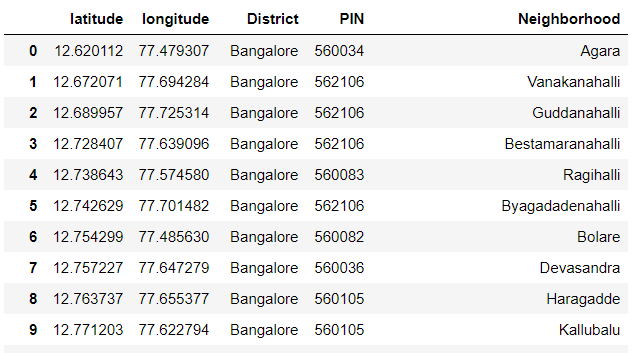 latitude longitude District PIN Neighborhood
0 12.620112 77.479307 Bangalore 560034 Agara
1 12.672071 77.694284 Bangalore 562106 Vanakanahalli
2 12.689957 77.725314 Bangalore 562106 Guddanahalli
3 12.728407 77.639096 Bangalore 562106 Bestamaranahalli
4 12.738643 77.574580 Bangalore 560083 Ragihalli
5 12.742629 77.701482 Bangalore 562106 Byagadadenahalli
6 12.754299 77.485630 Bangalore 560082 Bolare
7 12.757227 77.647279 Bangalore 560036 Devasandra
8 12.763737 77.655377 Bangalore 560105 Haragadde
9 12.771203 77.622794 Bangalore 560105 Kallubalu